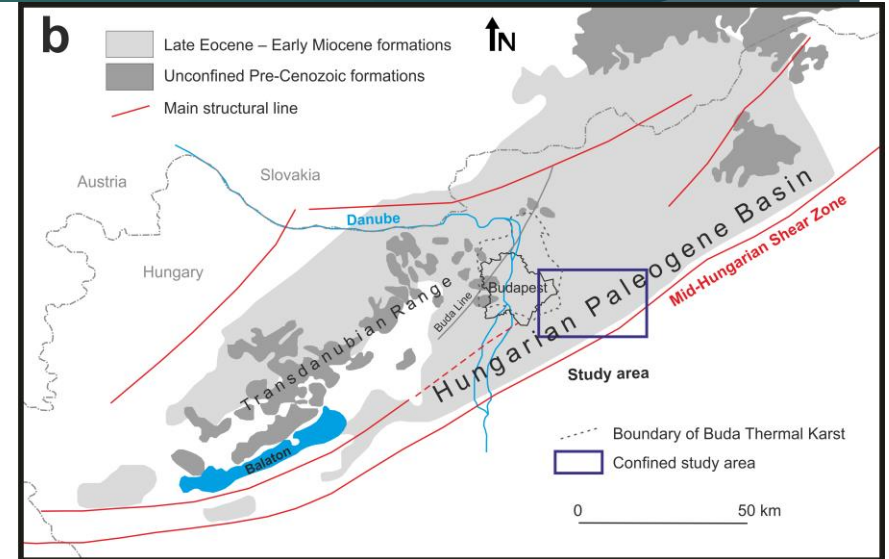 b
N
Late Eocene – Early Miocene formations
Unconfined Pre-Cenozoic formations
Main structural line
Austria
Slovakia
Danube
Hungary
Budapest
Buda Line
Transdanubian Range
Hungarian Paleogene Basin
Mid-Hungarian Shear Zone
Study area
Balaton
Boundary of Buda Thermal Karst
Confined study area
0 50 km